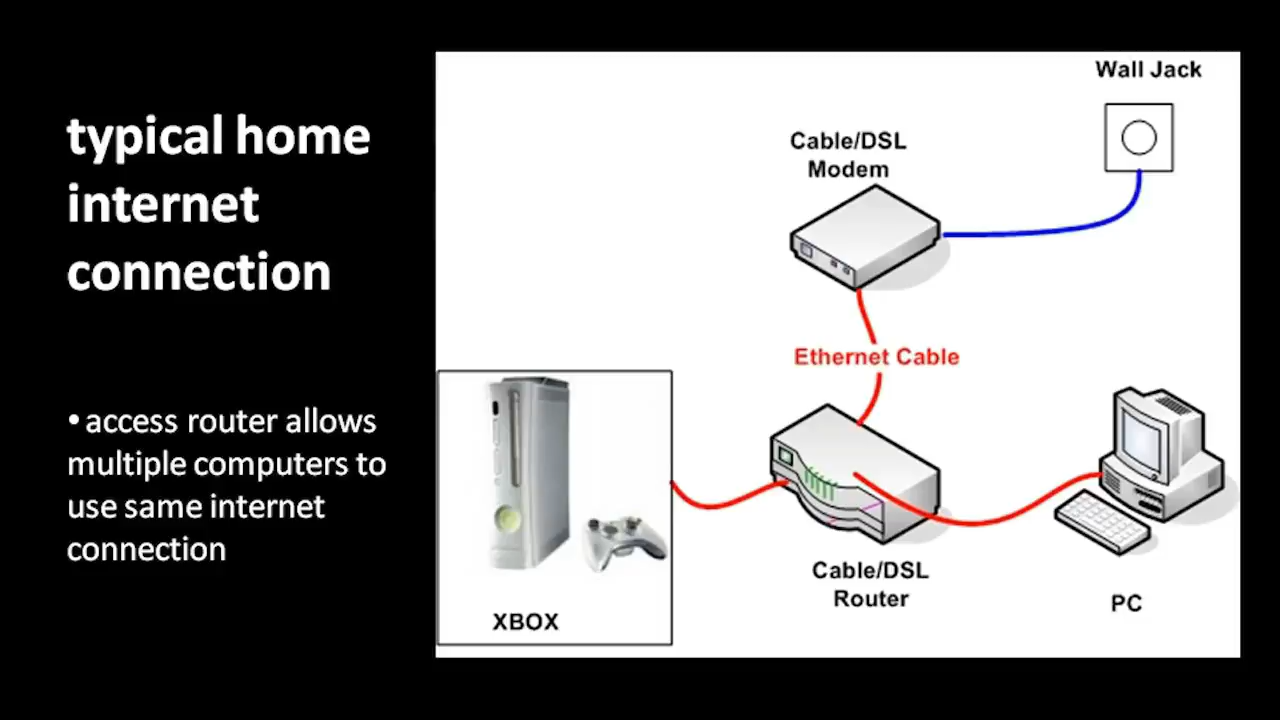 typical home
internet
connection
• access router allows
multiple computers to
use same internet
connection
Wall Jack
Cable/DSL
Modem
Ethernet Cable
Cable/DSL
Router
XBOX
PC